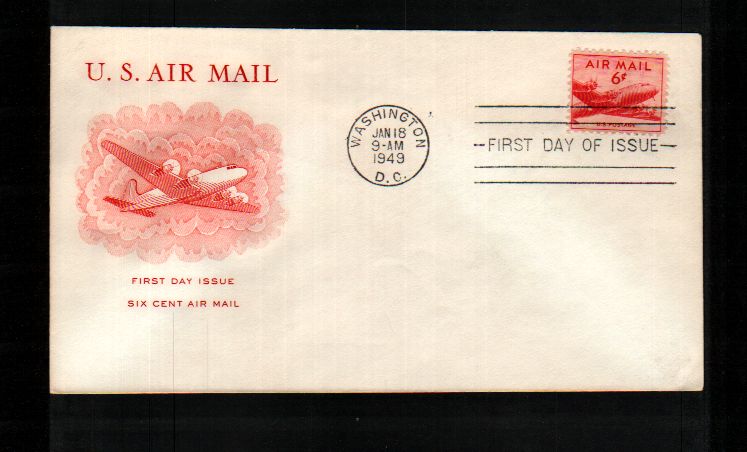 U. S. AIR MAIL
FIRST DAY ISSUE
SIX CENT AIR MAIL
WASHINGTON
JAN 18
9-AM
1949
D.C.
AIR MAIL
6¢
U.S. POSTAGE
--FIRST DAY OF ISSUE--